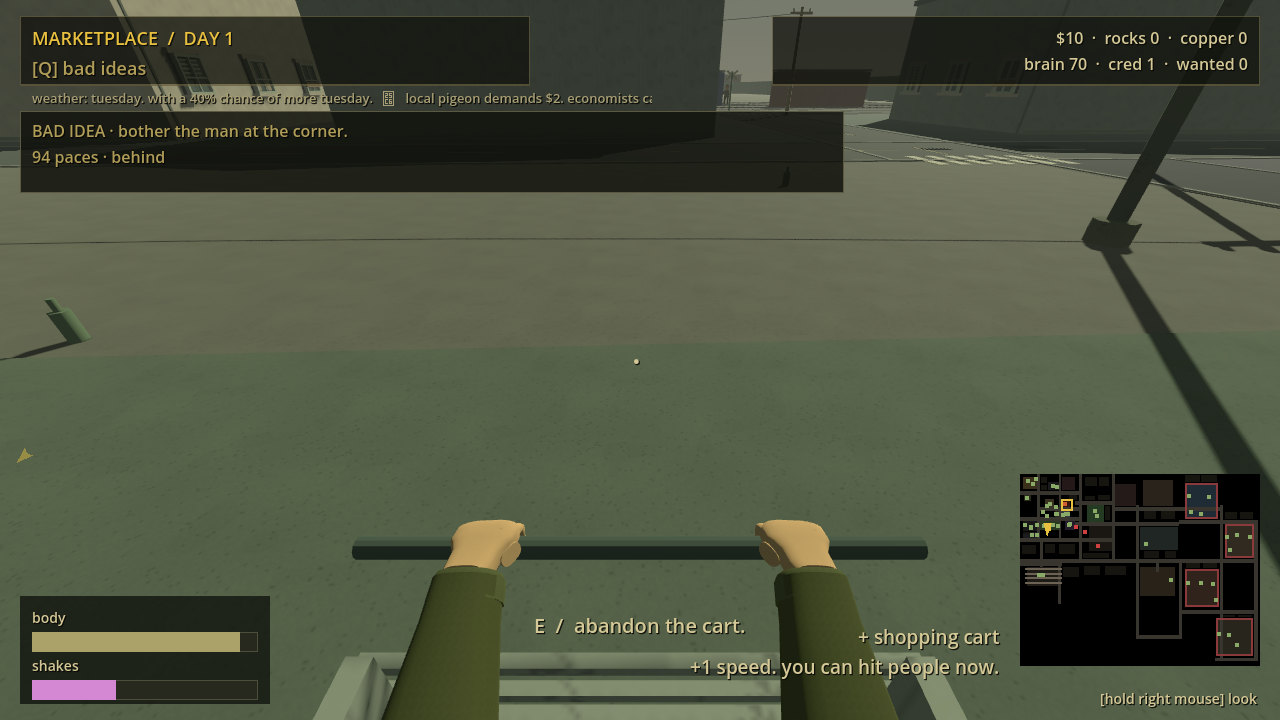 MARKETPLACE / DAY 1
[Q] bad ideas
$10 · rocks 0 · copper 0
brain 70 · cred 1 · wanted 0
weather: tuesday. with a 40% chance of more tuesday. local pigeon demands $2. economists
BAD IDEA · bother the man at the corner.
94 paces · behind
E / abandon the cart.
+ shopping cart
+1 speed. you can hit people now.
body
shakes
[hold right mouse] look